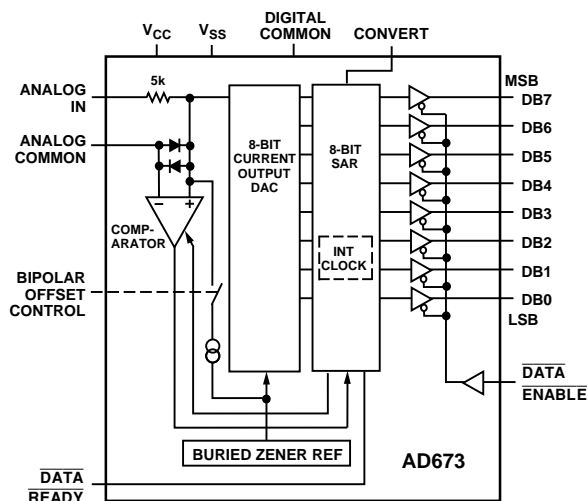 V_CC
V_SS
DIGITAL
COMMON
CONVERT
ANALOG
IN
5k
MSB
DB7
ANALOG
COMMON
8-BIT
CURRENT
OUTPUT
DAC
8-BIT
SAR
DB6
DB5
DB4
–
+
COMP-
ARATOR
DB3
INT
CLOCK
DB2
DB1
BIPOLAR
OFFSET
CONTROL
DB0
LSB
DATA
ENABLE
BURIED ZENER REF
AD673
DATA
READY